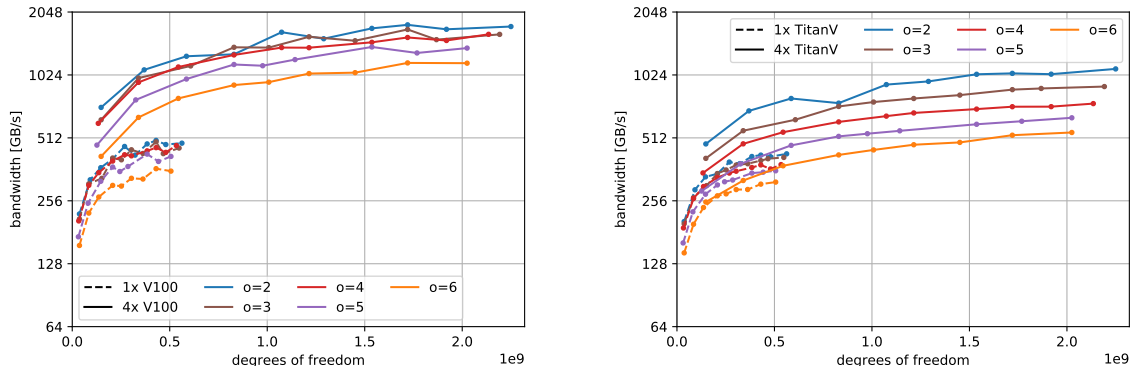 2048
1024
512
256
128
64
bandwidth [GB/s]
1x V100 o=2 o=4 o=6
4x V100 o=3 o=5
0.0 0.5 1.0 1.5 2.0
degrees of freedom 1e9
2048
1024
512
256
128
64
bandwidth [GB/s]
1x TitanV o=2 o=4 o=6
4x TitanV o=3 o=5
0.0 0.5 1.0 1.5 2.0
degrees of freedom 1e9